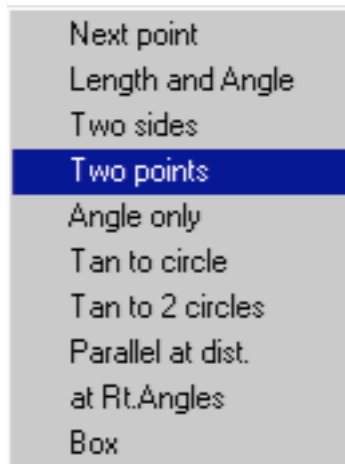 Next point
Length and Angle
Two sides
Two points
Angle only
Tan to circle
Tan to 2 circles
Parallel at dist.
at Rt.Angles
Box